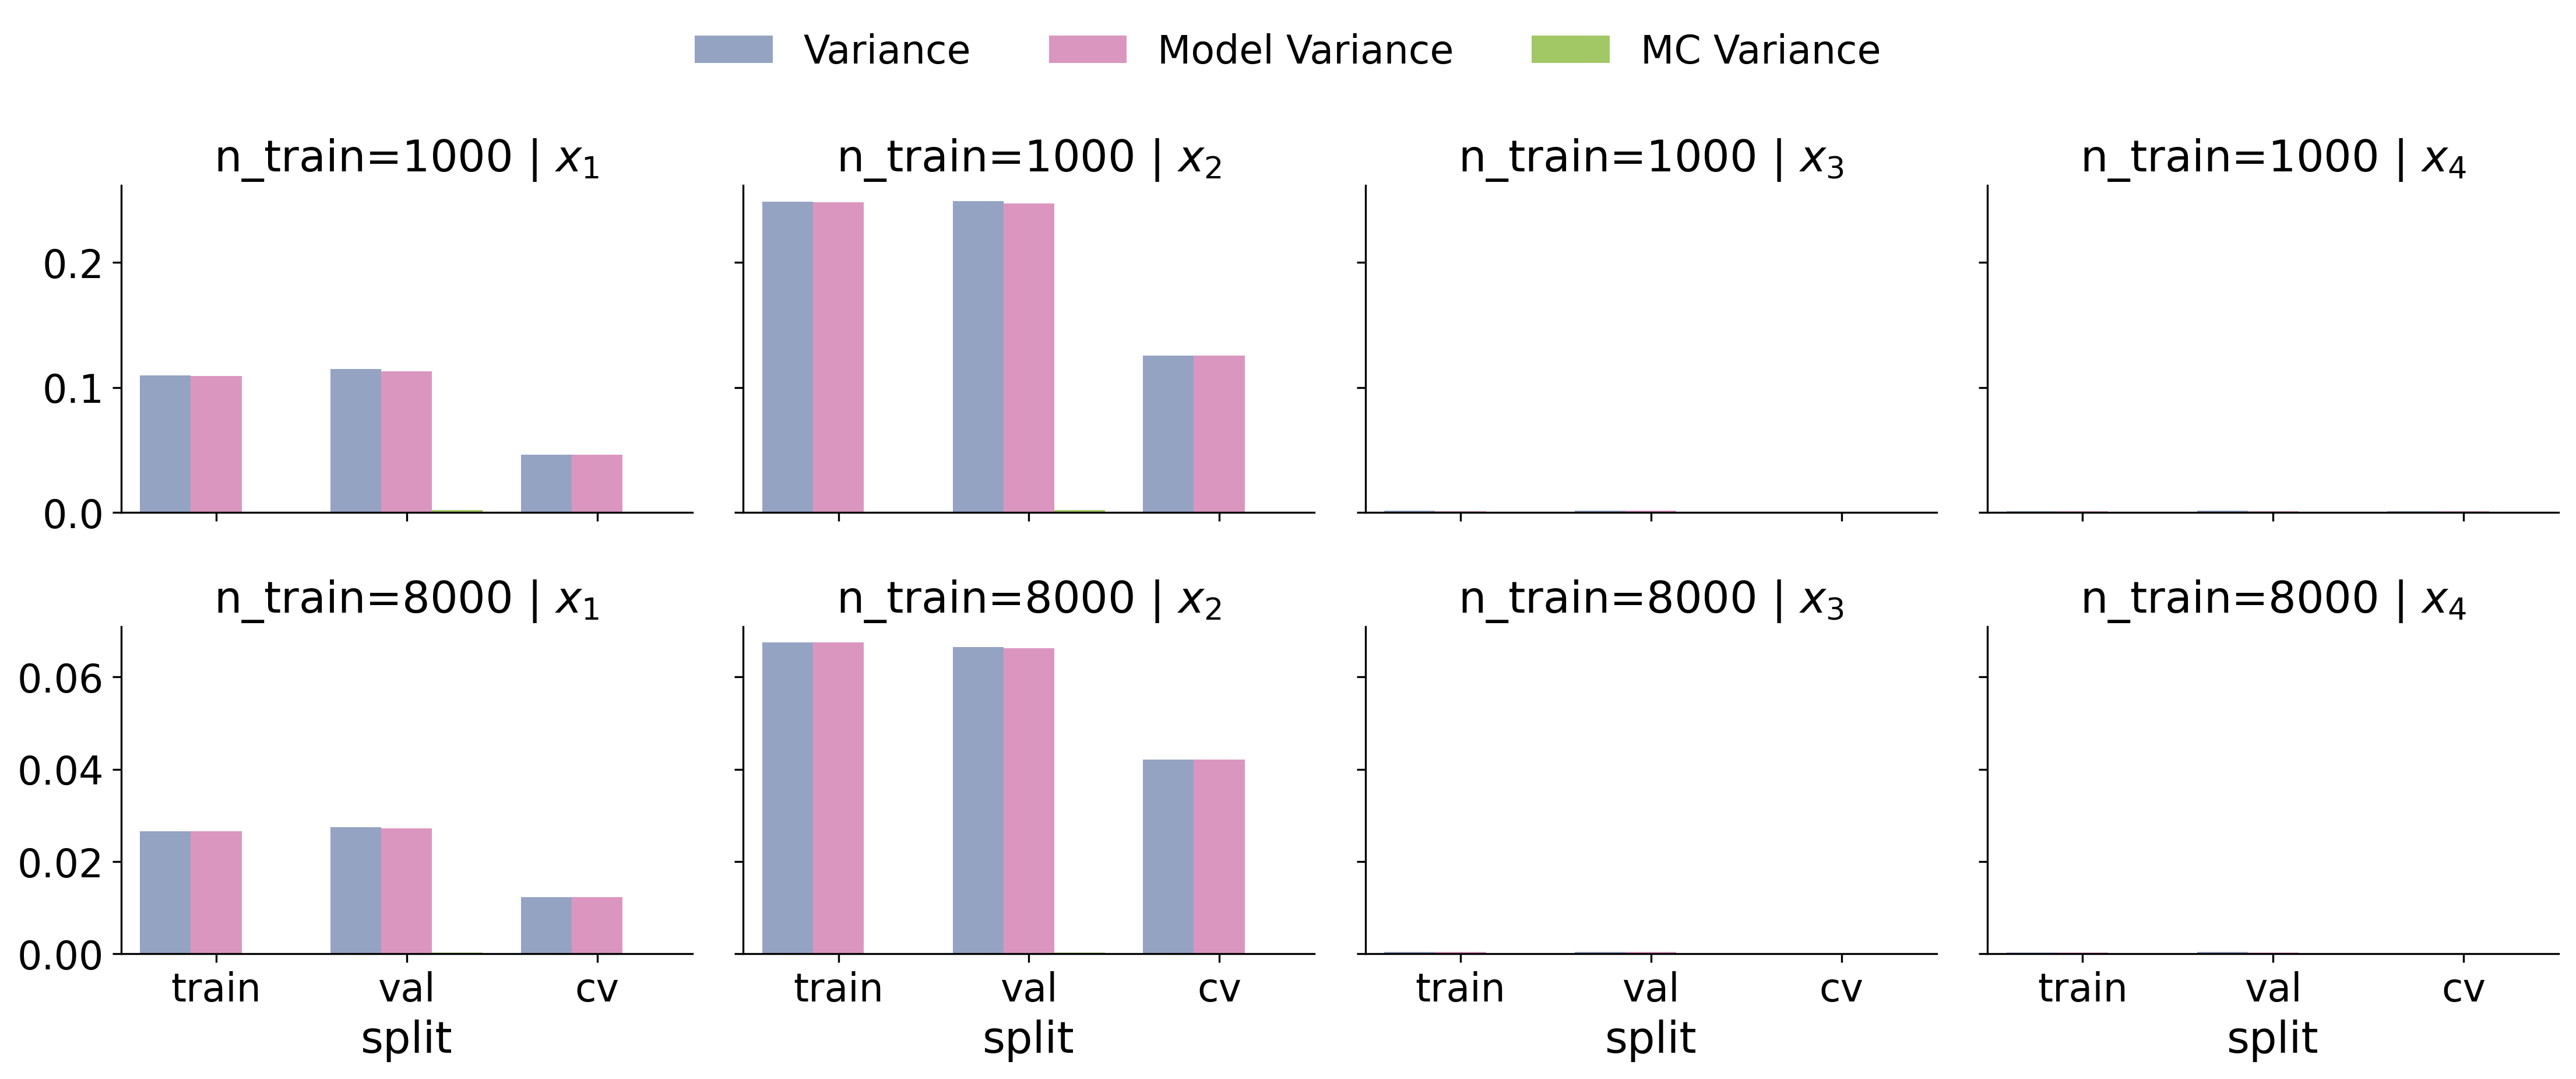 Variance Model Variance MC Variance
n_train=1000 | x₁ n_train=1000 | x₂ n_train=1000 | x₃ n_train=1000 | x₄
0.2
0.1
0.0
n_train=8000 | x₁ n_train=8000 | x₂ n_train=8000 | x₃ n_train=8000 | x₄
0.06
0.04
0.02
0.00
train val cv train val cv train val cv train val cv
split split split split